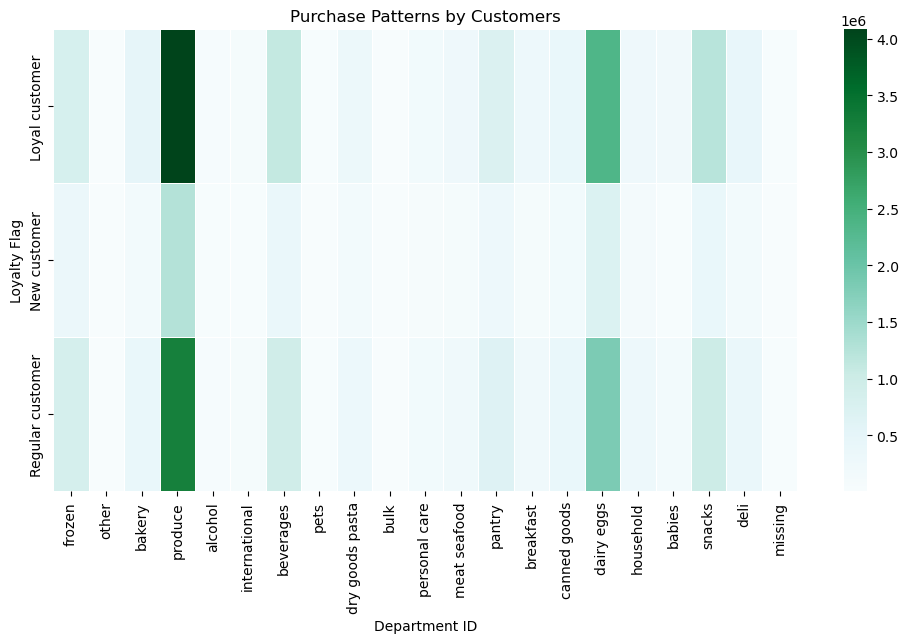 Purchase Patterns by Customers
1e6
4.0
3.5
3.0
2.5
2.0
1.5
1.0
0.5
Loyalty Flag
Loyal customer
New customer
Regular customer
frozen
other
bakery
produce
alcohol
international
beverages
pets
dry goods pasta
bulk
personal care
meat seafood
pantry
breakfast
canned goods
dairy eggs
household
babies
snacks
deli
missing
Department ID